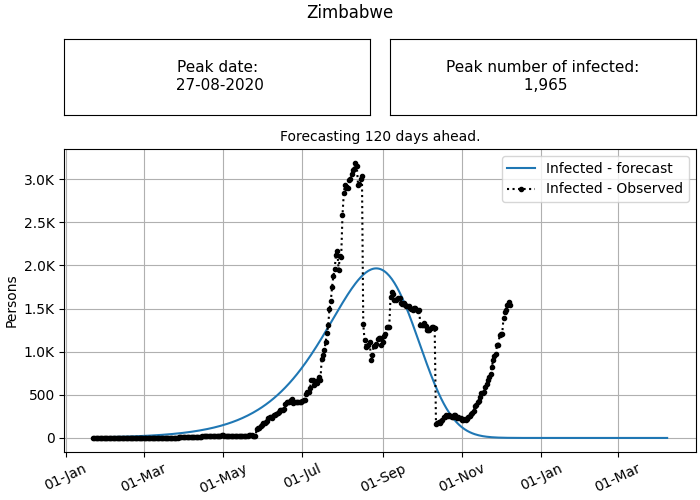 Zimbabwe
Peak date:
27-08-2020
Peak number of infected:
1,965
Forecasting 120 days ahead.
Infected - forecast
Infected - Observed
3.0K
2.5K
2.0K
1.5K
1.0K
500
0
Persons
01-Jan
01-Mar
01-May
01-Jul
01-Sep
01-Nov
01-Jan
01-Mar